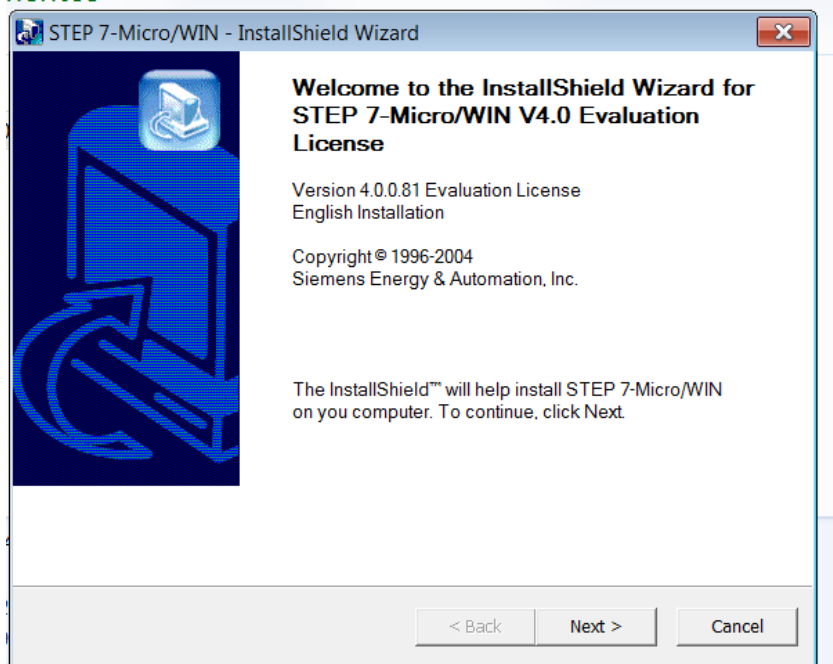 STEP 7-Micro/WIN - InstallShield Wizard
Welcome to the InstallShield Wizard for
STEP 7-Micro/WIN V4.0 Evaluation
License
Version 4.0.0.81 Evaluation License
English Installation
Copyright © 1996-2004
Siemens Energy & Automation, Inc.
The InstallShield™ will help install STEP 7-Micro/WIN
on you computer. To continue, click Next.
< Back
Next >
Cancel